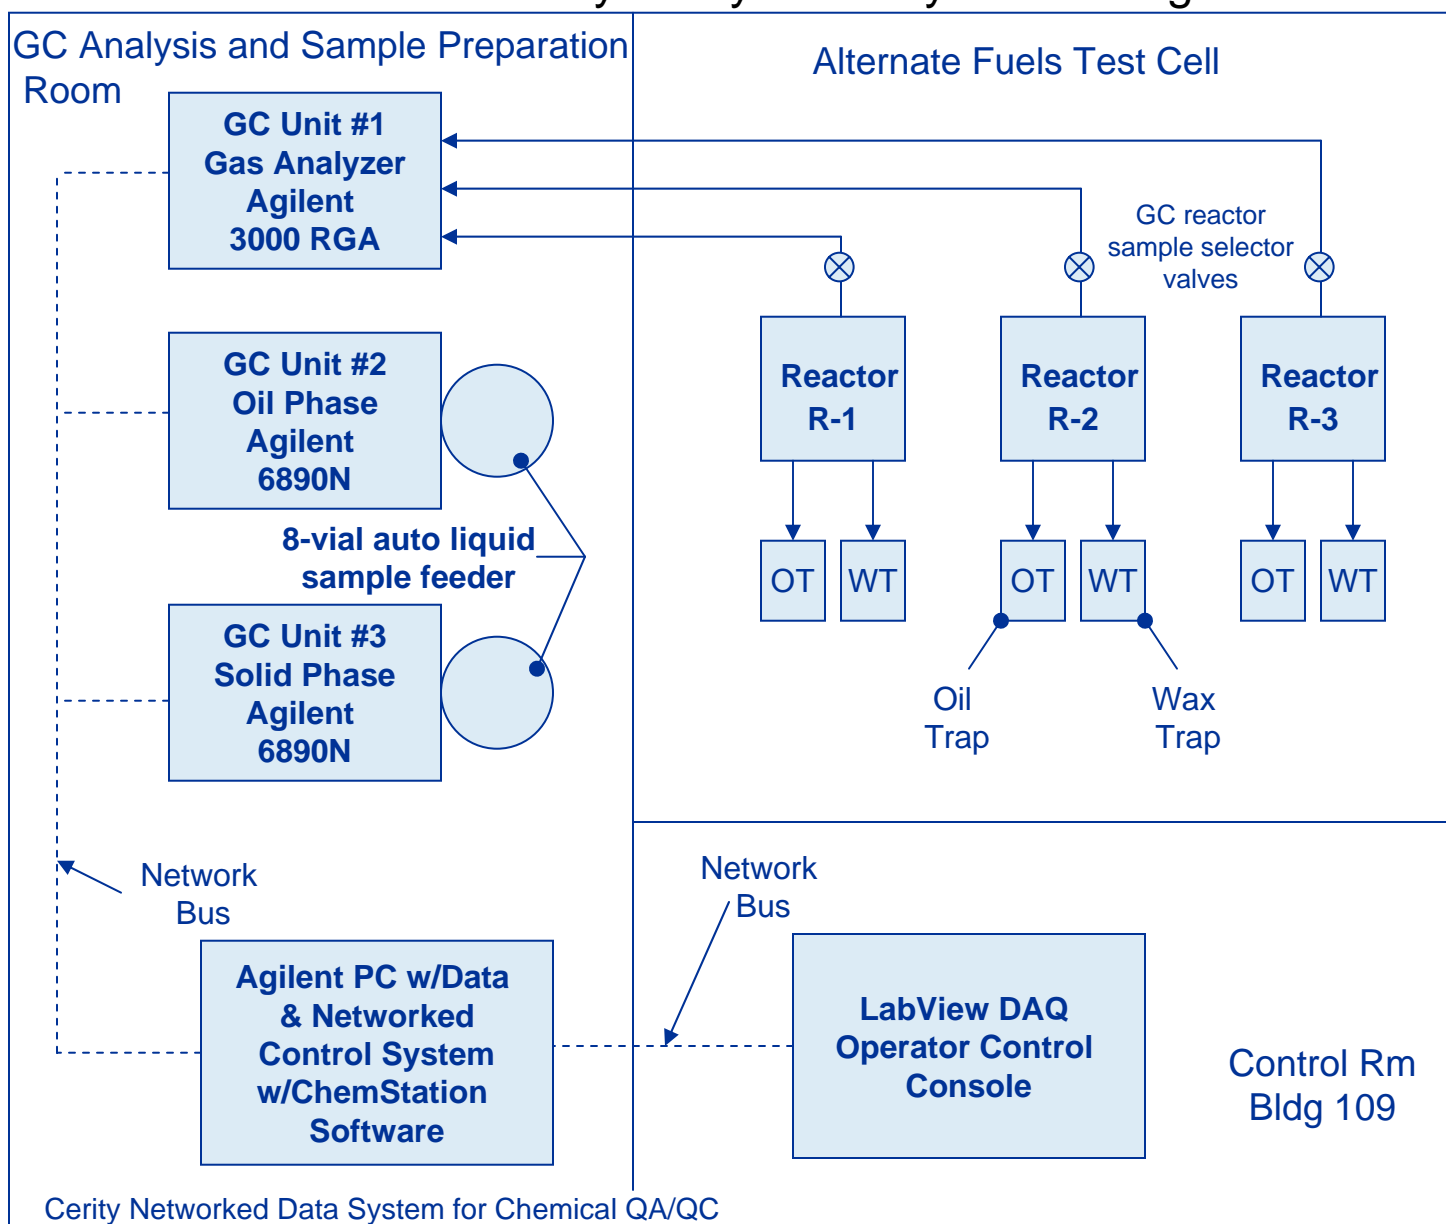 GC Analysis and Sample Preparation
Room
Alternate Fuels Test Cell
GC Unit #1
Gas Analyzer
Agilent
3000 RGA
GC reactor
sample selector
valves
GC Unit #2
Oil Phase
Agilent
6890N
Reactor
R-1
Reactor
R-2
Reactor
R-3
8-vial auto liquid
sample feeder
OT
WT
OT
WT
OT
WT
GC Unit #3
Solid Phase
Agilent
6890N
Oil
Trap
Wax
Trap
Network
Bus
Network
Bus
Agilent PC w/Data
& Networked
Control System
w/ChemStation
Software
LabView DAQ
Operator Control
Console
Control Rm
Bldg 109
Cerity Networked Data System for Chemical QA/QC